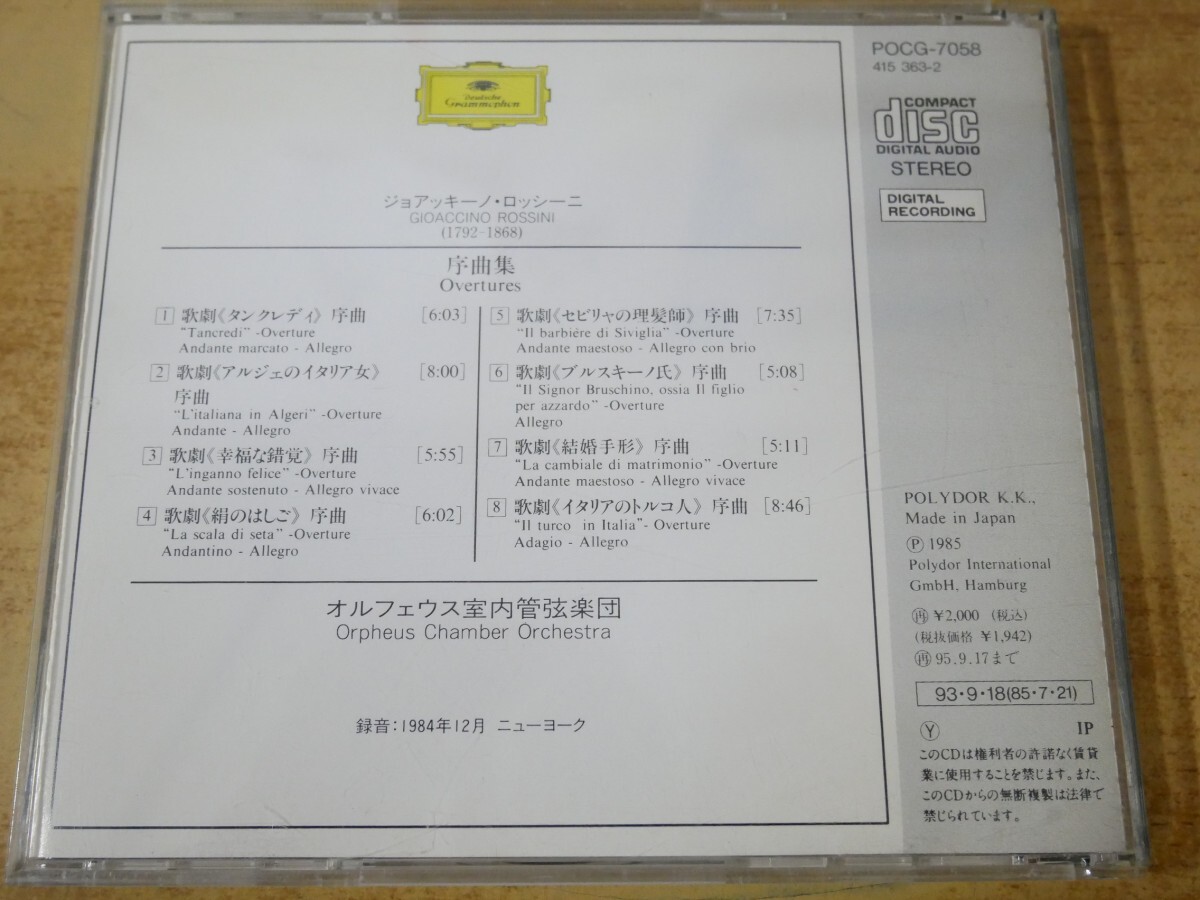 Deutsche
Grammophon
ジョアッキーノ・ロッシーニ
GIOACCINO ROSSINI
(1792-1868)
序曲集
Overtures
1 歌劇《タンクレディ》序曲 [6:03]
"Tancredi" -Overture
Andante marcato - Allegro
2 歌劇《アルジェのイタリア女》 [8:00]
序曲
"L'italiana in Algeri" -Overture
Andante - Allegro
3 歌劇《幸福な錯覚》序曲 [5:55]
"L'inganno felice" -Overture
Andante sostenuto - Allegro vivace
4 歌劇《絹のはしご》序曲 [6:02]
"La scala di seta" -Overture
Andantino - Allegro
5 歌劇《セビリャの理髪師》序曲 [7:35]
"Il barbière di Siviglia" -Overture
Andante maestoso - Allegro con brio
6 歌劇《ブルスキーノ氏》序曲 [5:08]
"Il Signor Bruschino, ossia Il figlio
per azzardo" -Overture
Allegro
7 歌劇《結婚手形》序曲 [5:11]
"La cambiale di matrimonio" -Overture
Andante maestoso - Allegro vivace
8 歌劇《イタリアのトルコ人》序曲 [8:46]
"Il turco in Italia"- Overture
Adagio - Allegro
オルフェウス室内管弦楽団
Orpheus Chamber Orchestra
録音:1984年12月 ニューヨーク
POCG-7058
415 363-2
COMPACT
disc
DIGITAL AUDIO
STEREO
DIGITAL
RECORDING
POLYDOR K.K.,
Made in Japan
Ⓟ 1985
Polydor International
GmbH, Hamburg
㊢ ¥2,000 (税込)
(税抜価格 ¥1,942)
㊢ 95.9.17まで
93・9・18(85・7・21)
Ⓨ IP
このCDは権利者の許諾なく賃貸
業に使用することを禁じます。また、
このCDからの無断複製は法律で
禁じられています。